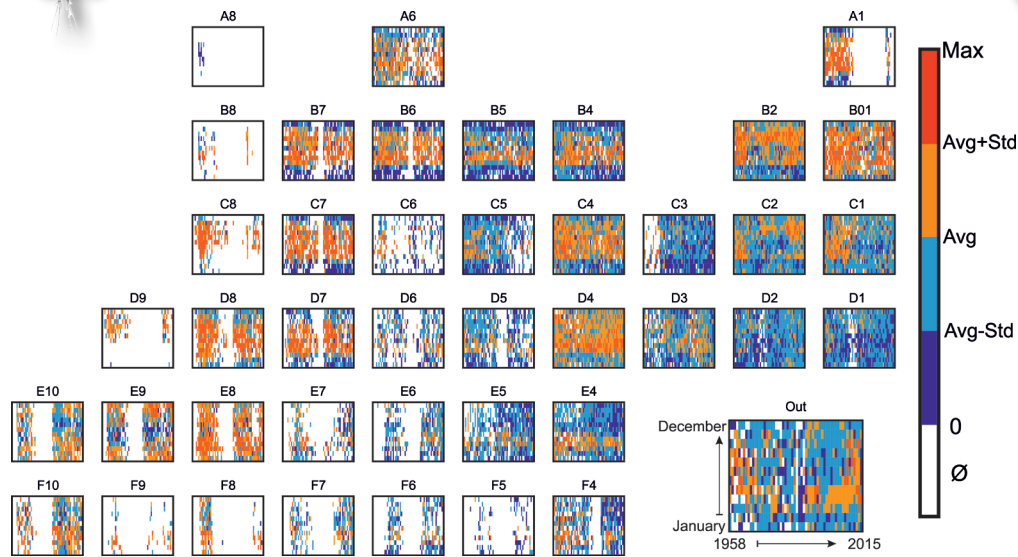 A8 A6 A1
Max
B8 B7 B6 B5 B4 B2 B01
Avg+Std
C8 C7 C6 C5 C4 C3 C2 C1
Avg
D9 D8 D7 D6 D5 D4 D3 D2 D1
Avg-Std
E10 E9 E8 E7 E6 E5 E4
Out
December
0
Ø
F10 F9 F8 F7 F6 F5 F4
January
1958 2015